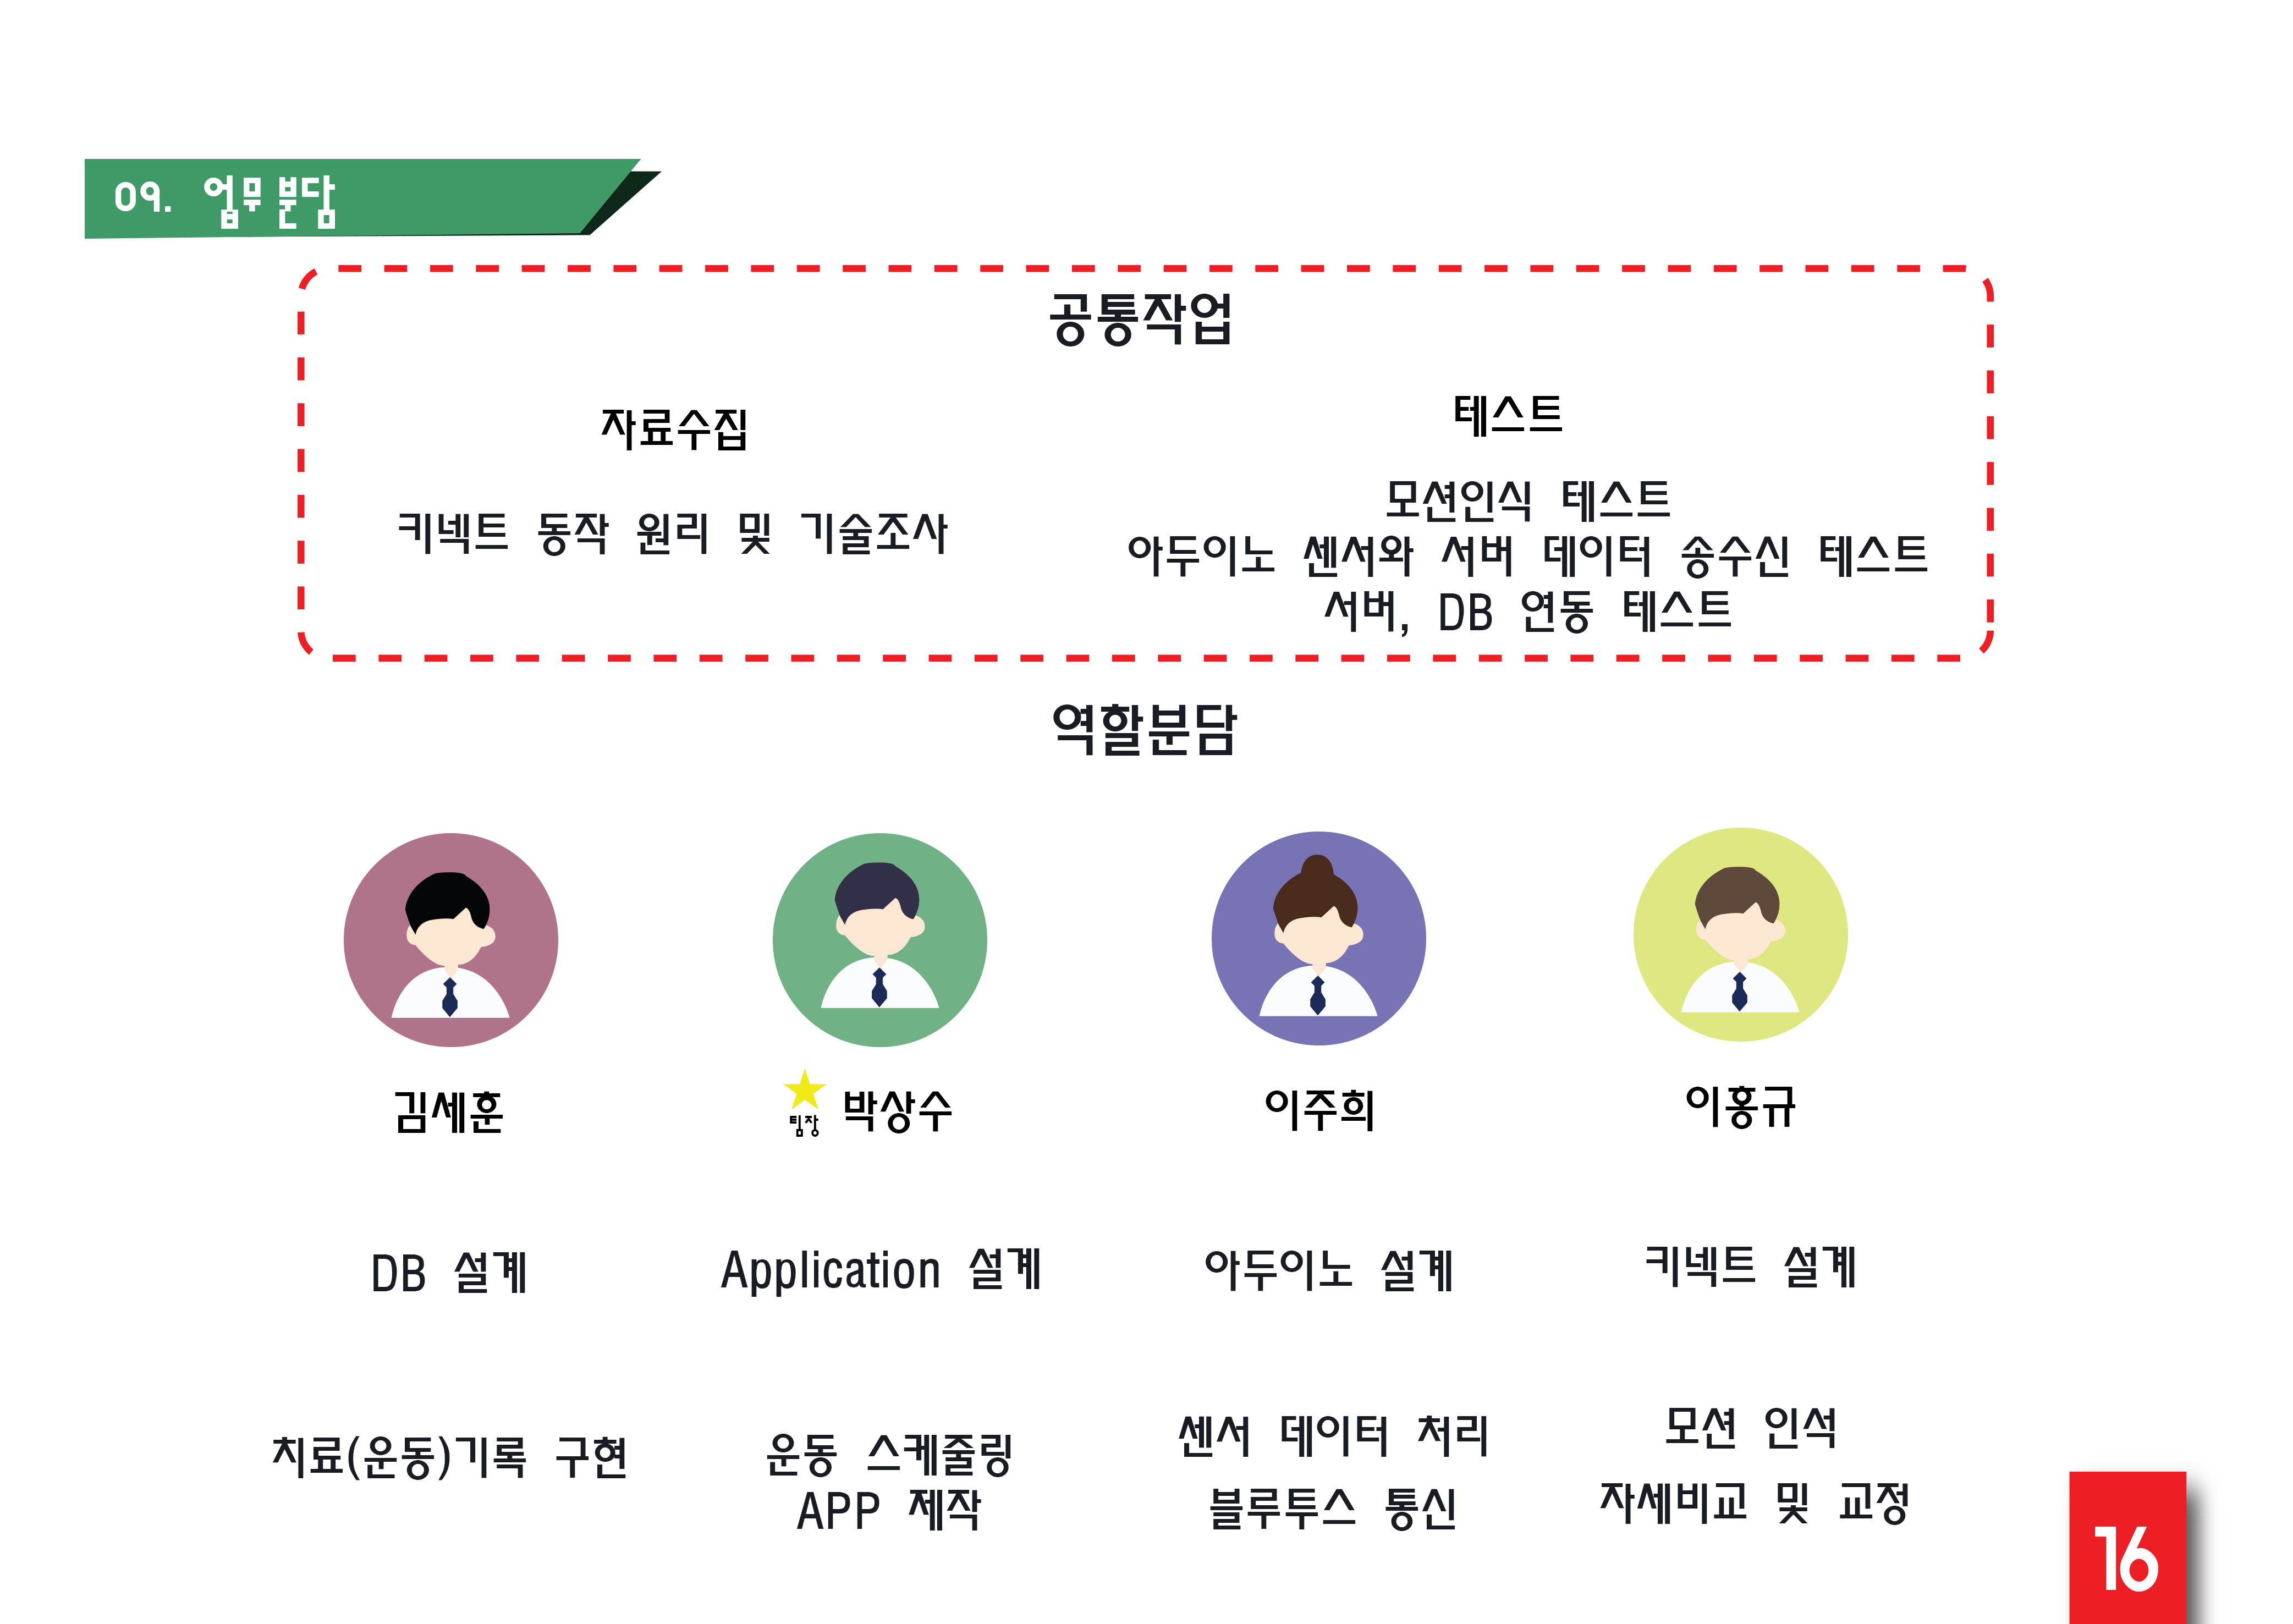 09. 업무분담
공통작업
자료수집
키넥트 동작 원리 및 기술조사
테스트
모션인식 테스트
아두이노 센서와 서버 데이터 송수신 테스트
서버, DB 연동 테스트
역할분담
김세훈
팀장 박상수
이주희
이홍규
DB 설계
Application 설계
아두이노 설계
키넥트 설계
치료(운동)기록 구현
운동 스케줄링
APP 제작
센서 데이터 처리
블루투스 통신
모션 인석
자세비교 및 교정
16